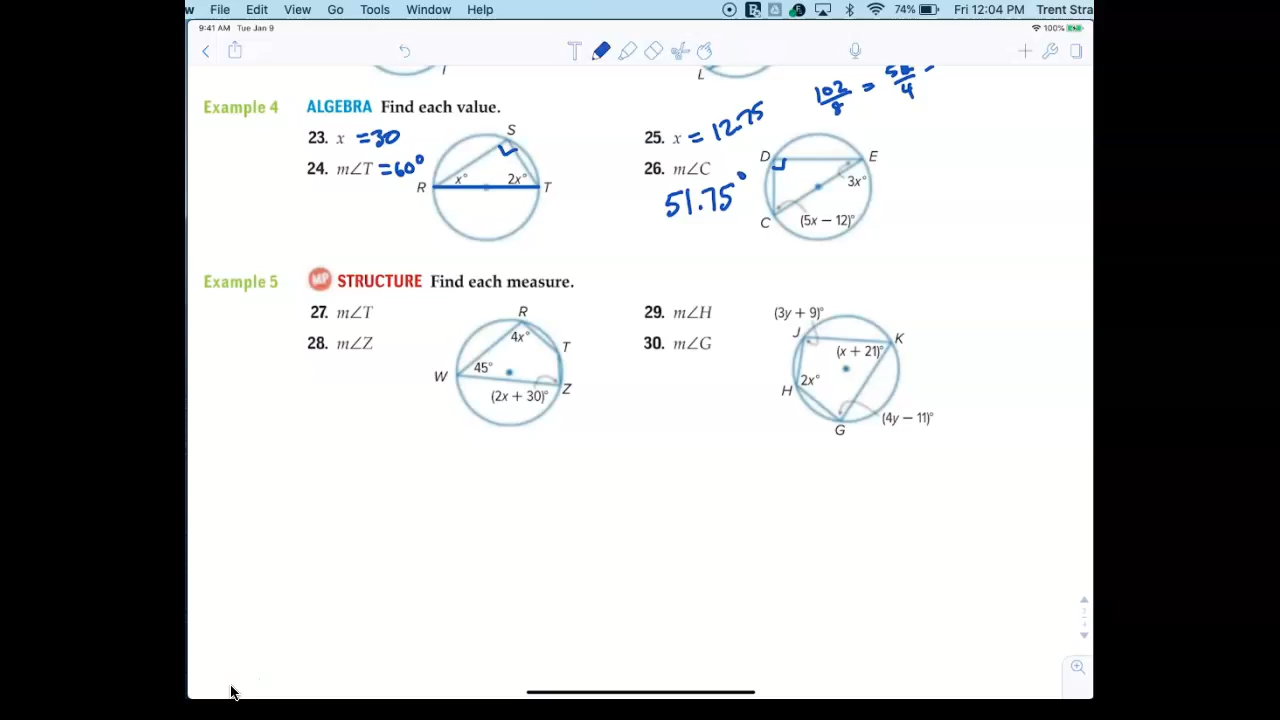 w File Edit View Go Tools Window Help 74% Fri 12:04 PM Trent Stra
9:41 AM Tue Jan 9 100%
T
I
L
102/8 = 51/4 =
Example 4 ALGEBRA Find each value.
23. x = 30
24. m∠T = 60°
S
R
x°
2x°
T
25. x = 12.75
26. m∠C
51.75°
D
E
3x°
C
(5x − 12)°
Example 5 MP STRUCTURE Find each measure.
27. m∠T
28. m∠Z
R
4x°
T
W
45°
Z
(2x + 30)°
29. m∠H
30. m∠G
(3y + 9)°
J
K
(x + 21)°
H
2x°
(4y − 11)°
G